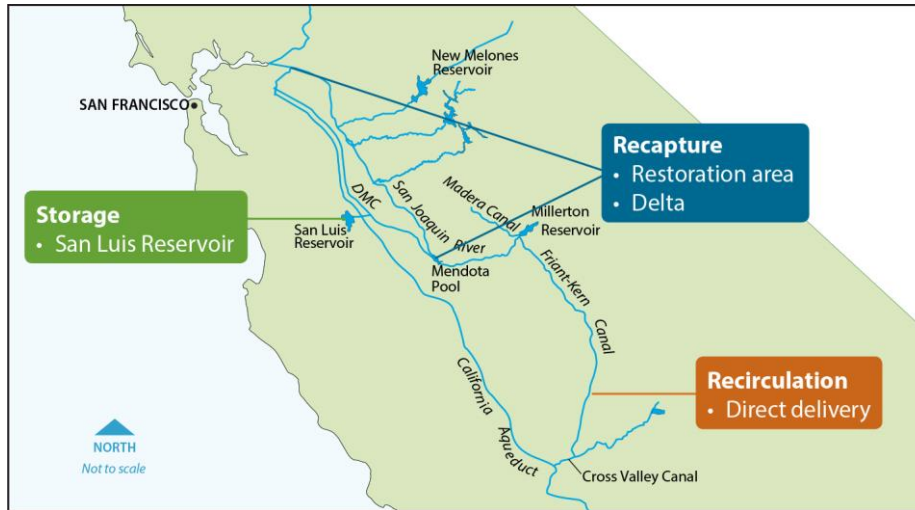 New Melones
Reservoir
SAN FRANCISCO
Recapture
• Restoration area
• Delta
Storage
• San Luis Reservoir
DMC
San Joaquin River
Madera Canal
Millerton
Reservoir
San Luis
Reservoir
Mendota
Pool
Friant-Kern Canal
California Aqueduct
Recirculation
• Direct delivery
NORTH
Not to scale
Cross Valley Canal